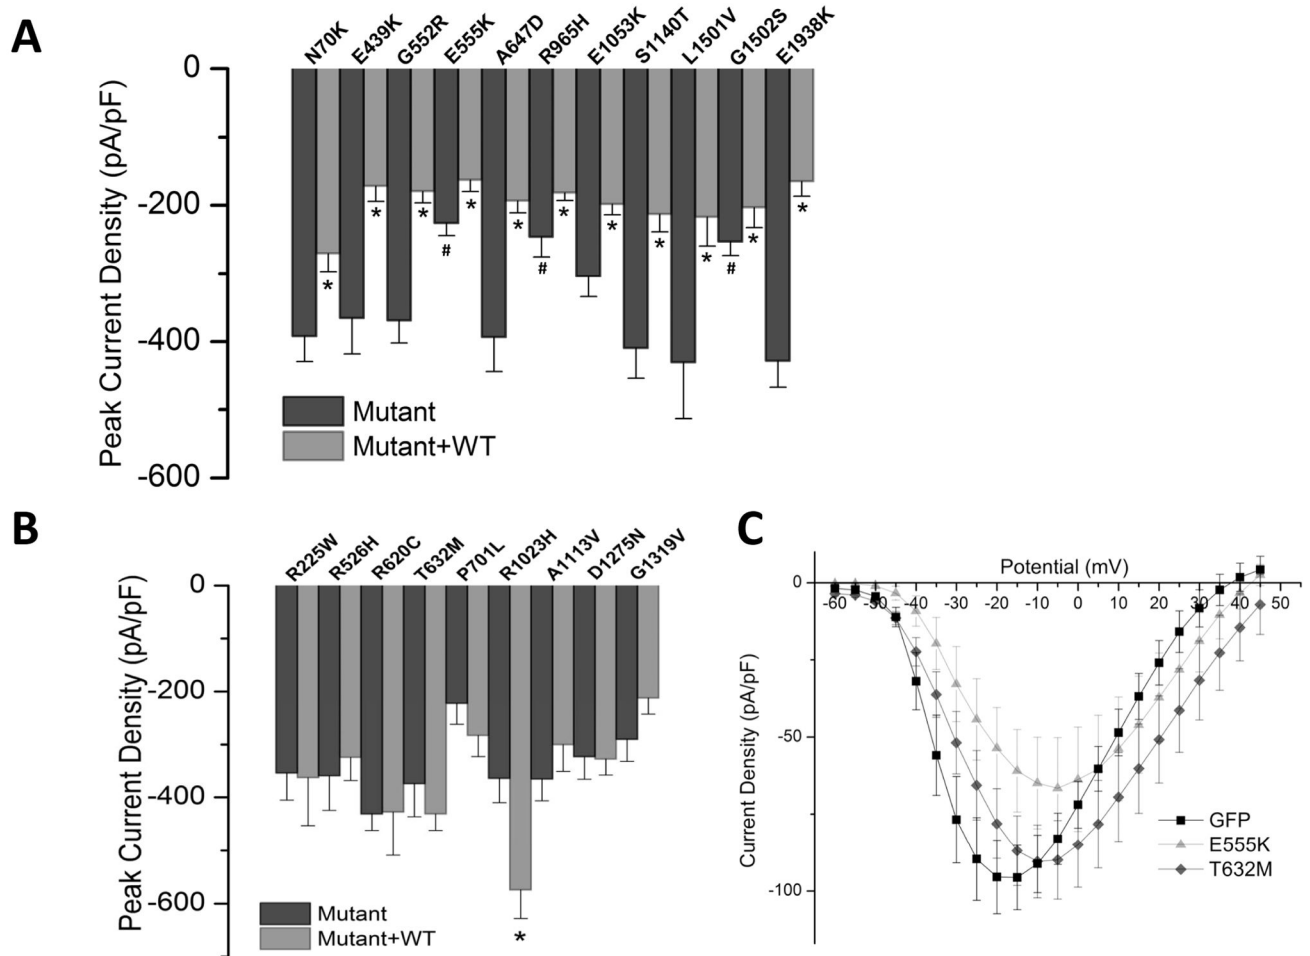 A
N70K
E439K
G552R
E555K
A647D
R965H
E1053K
S1140T
L1501V
G1502S
E1938K
Peak Current Density (pA/pF)
0
-200
-400
-600
* * * # * * # * * * * # * *
Mutant
Mutant+WT
B
R225W
R526H
R620C
T632M
P701L
R1023H
A1113V
D1275N
G1319V
Peak Current Density (pA/pF)
0
-200
-400
-600
*
Mutant
Mutant+WT
C
Potential (mV)
-60 -50 -40 -30 -20 -10 0 10 20 30 40 50
Current Density (pA/pF)
0
-50
-100
GFP
E555K
T632M